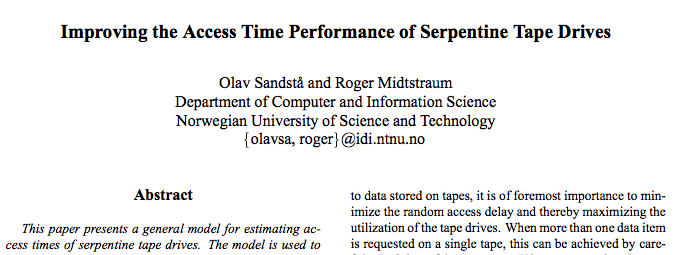 Improving the Access Time Performance of Serpentine Tape Drives
Olav Sandstå and Roger Midtstraum
Department of Computer and Information Science
Norwegian University of Science and Technology
{olavsa, roger}@idi.ntnu.no
Abstract
This paper presents a general model for estimating ac-
cess times of serpentine tape drives. The model is used to
to data stored on tapes, it is of foremost importance to min-
imize the random access delay and thereby maximizing the
utilization of the tape drives. When more than one data item
is requested on a single tape, this can be achieved by care-